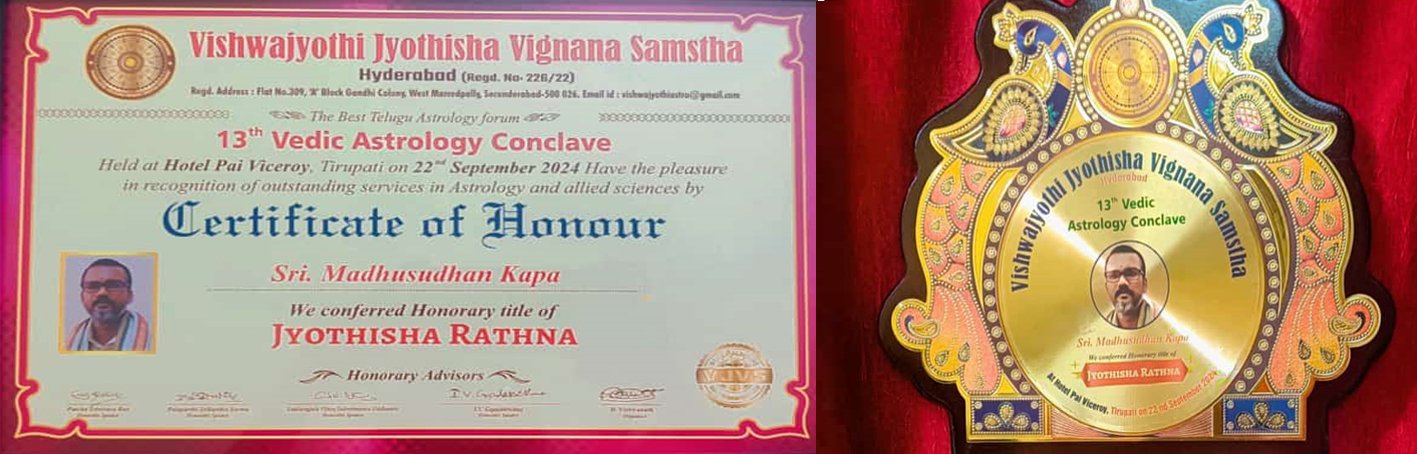 Vishwajyothi Jyothisha Vignana Samstha
Hyderabad (Regd. No- 226/22)
Regd. Address : Flat No.309, 'A' Block Gandhi Colony, West Marredpally, Secunderabad-500 026. Email id : vishwajyothiastro@gmail.com
The Best Telugu Astrology forum
13th Vedic Astrology Conclave
Held at Hotel Pai Viceroy, Tirupati on 22nd September 2024 Have the pleasure
in recognition of outstanding services in Astrology and allied sciences by
Certificate of Honour
Sri. Madhusudhan Kapa
We conferred Honorary title of
JYOTHISHA RATHNA
Honorary Advisors
VJVS
Vishwajyothi Jyothisha Vignana Samstha
Hyderabad
13th Vedic
Astrology Conclave
Sri. Madhusudhan Kapa
We conferred Honorary title of
JYOTHISHA RATHNA
At Hotel Pai Viceroy, Tirupati on 22nd September 2024